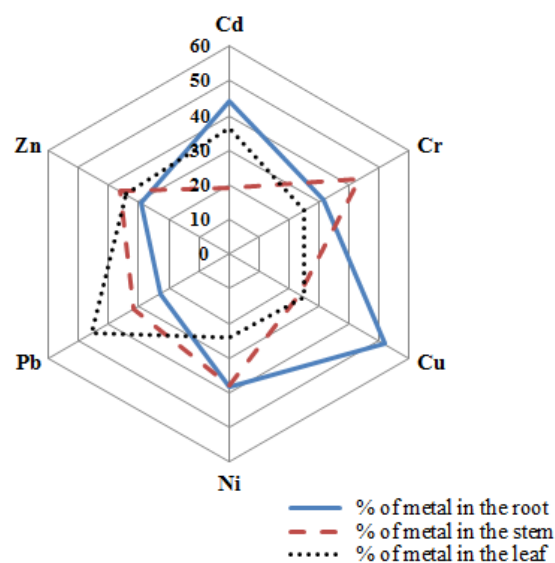 Cd
60
50
40
Zn
30
Cr
20
10
0
Pb
Cu
Ni
% of metal in the root
% of metal in the stem
% of metal in the leaf